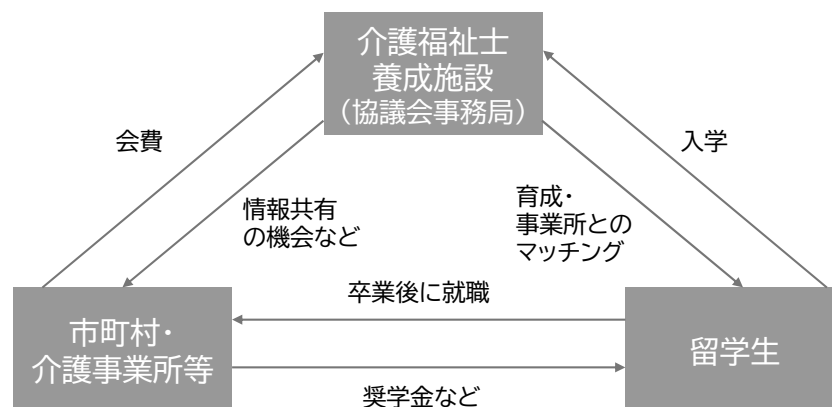 介護福祉士
養成施設
（協議会事務局）
会費
入学
情報共有
の機会など
育成・
事業所との
マッチング
卒業後に就職
市町村・
介護事業所等
留学生
奨学金など